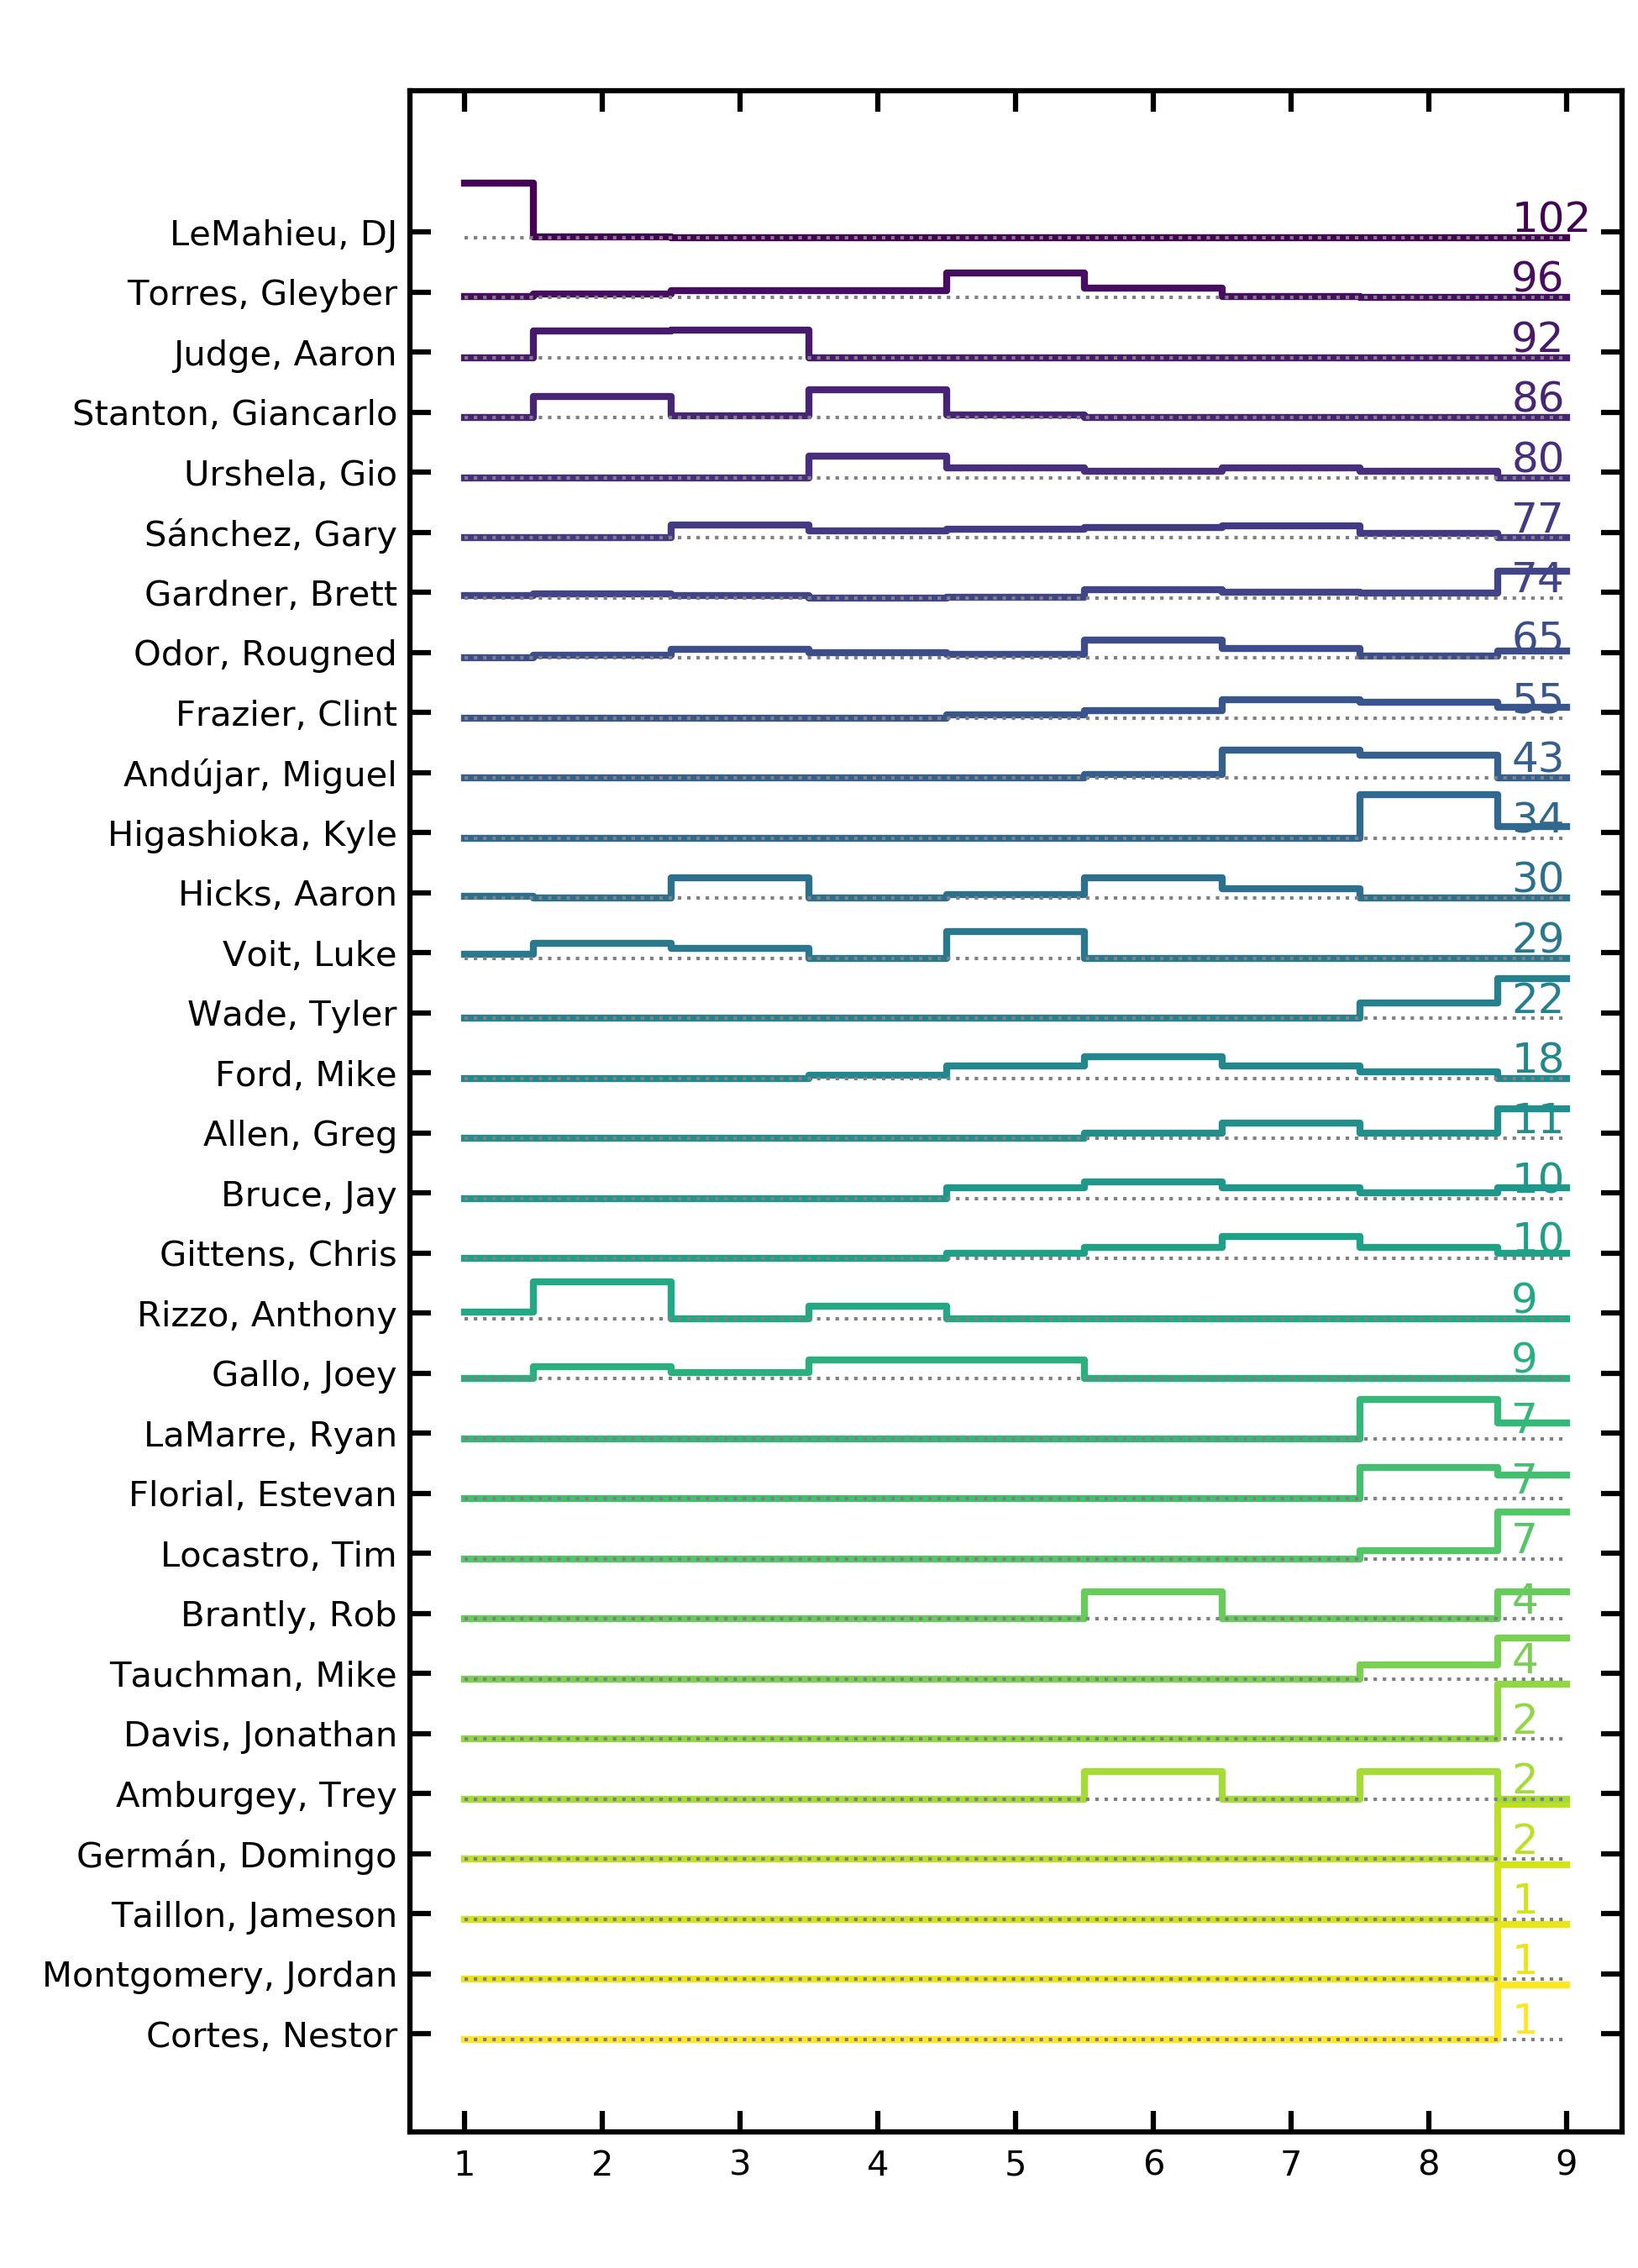 LeMahieu, DJ 102
Torres, Gleyber 96
Judge, Aaron 92
Stanton, Giancarlo 86
Urshela, Gio 80
Sánchez, Gary 77
Gardner, Brett 74
Odor, Rougned 65
Frazier, Clint 55
Andújar, Miguel 43
Higashioka, Kyle 34
Hicks, Aaron 30
Voit, Luke 29
Wade, Tyler 22
Ford, Mike 18
Allen, Greg 11
Bruce, Jay 10
Gittens, Chris 10
Rizzo, Anthony 9
Gallo, Joey 9
LaMarre, Ryan 7
Florial, Estevan 7
Locastro, Tim 7
Brantly, Rob 4
Tauchman, Mike 4
Davis, Jonathan 2
Amburgey, Trey 2
Germán, Domingo 2
Taillon, Jameson 1
Montgomery, Jordan 1
Cortes, Nestor 1
1 2 3 4 5 6 7 8 9